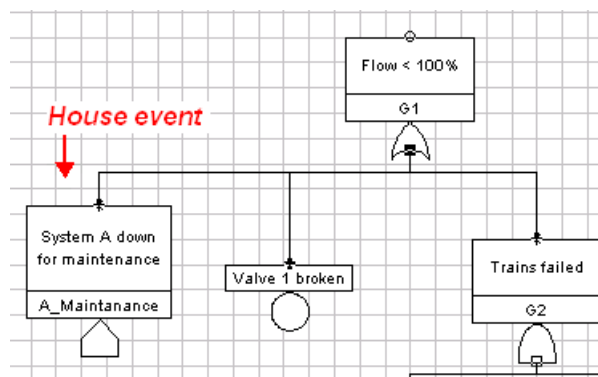 Flow < 100%
G1
House event
System A down
for maintenance
A_Maintanance
Valve 1 broken
Trains failed
G2